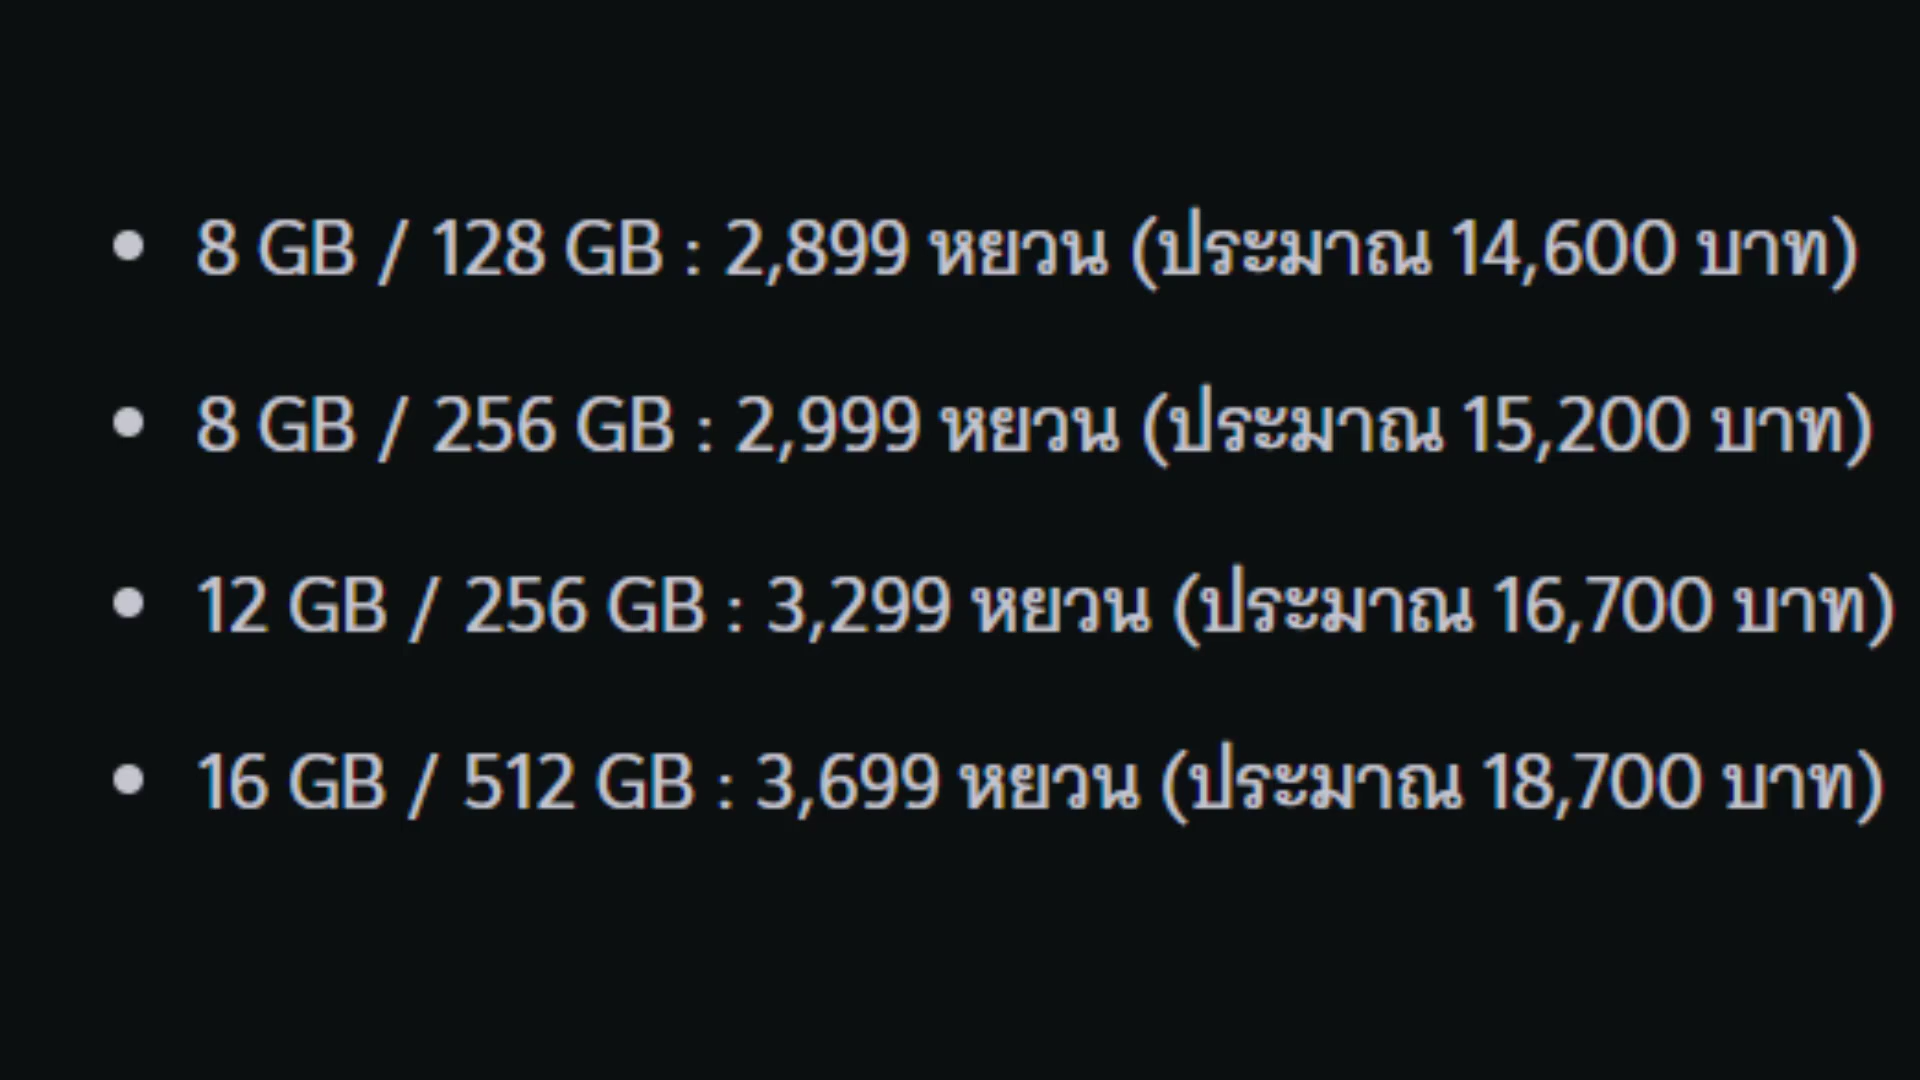 • 8 GB / 128 GB : 2,899 หยวน (ประมาณ 14,600 บาท)
• 8 GB / 256 GB : 2,999 หยวน (ประมาณ 15,200 บาท)
• 12 GB / 256 GB : 3,299 หยวน (ประมาณ 16,700 บาท)
• 16 GB / 512 GB : 3,699 หยวน (ประมาณ 18,700 บาท)